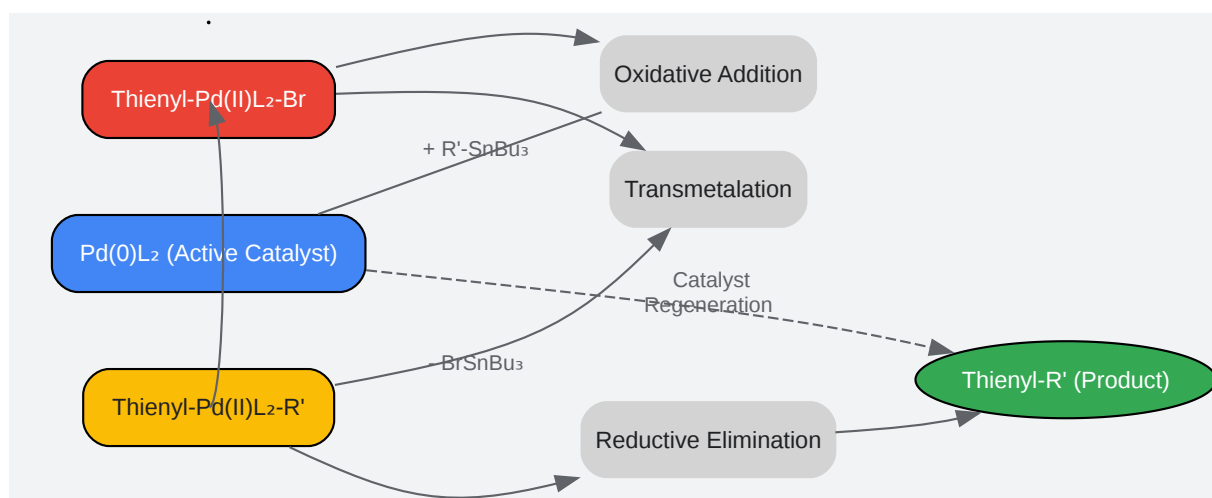 Thienyl-Pd(II)L₂-Br
Oxidative Addition
+ R'-SnBu₃
Transmetalation
Pd(0)L₂ (Active Catalyst)
Catalyst
Regeneration
- BrSnBu₃
Thienyl-R' (Product)
Thienyl-Pd(II)L₂-R'
Reductive Elimination